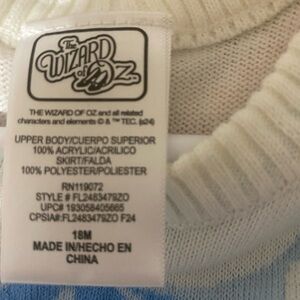 The
WIZARD
of OZ
THE WIZARD OF OZ and all related
characters and elements © & ™ TEC. (s24)
UPPER BODY/CUERPO SUPERIOR
100% ACRYLIC/ACRILICO
SKIRT/FALDA
100% POLYESTER/POLIESTER
RN119072
STYLE # FL2483479ZO
UPC# 193058405665
CPSIA#:FL2483479ZO F24
18M
MADE IN/HECHO EN
CHINA